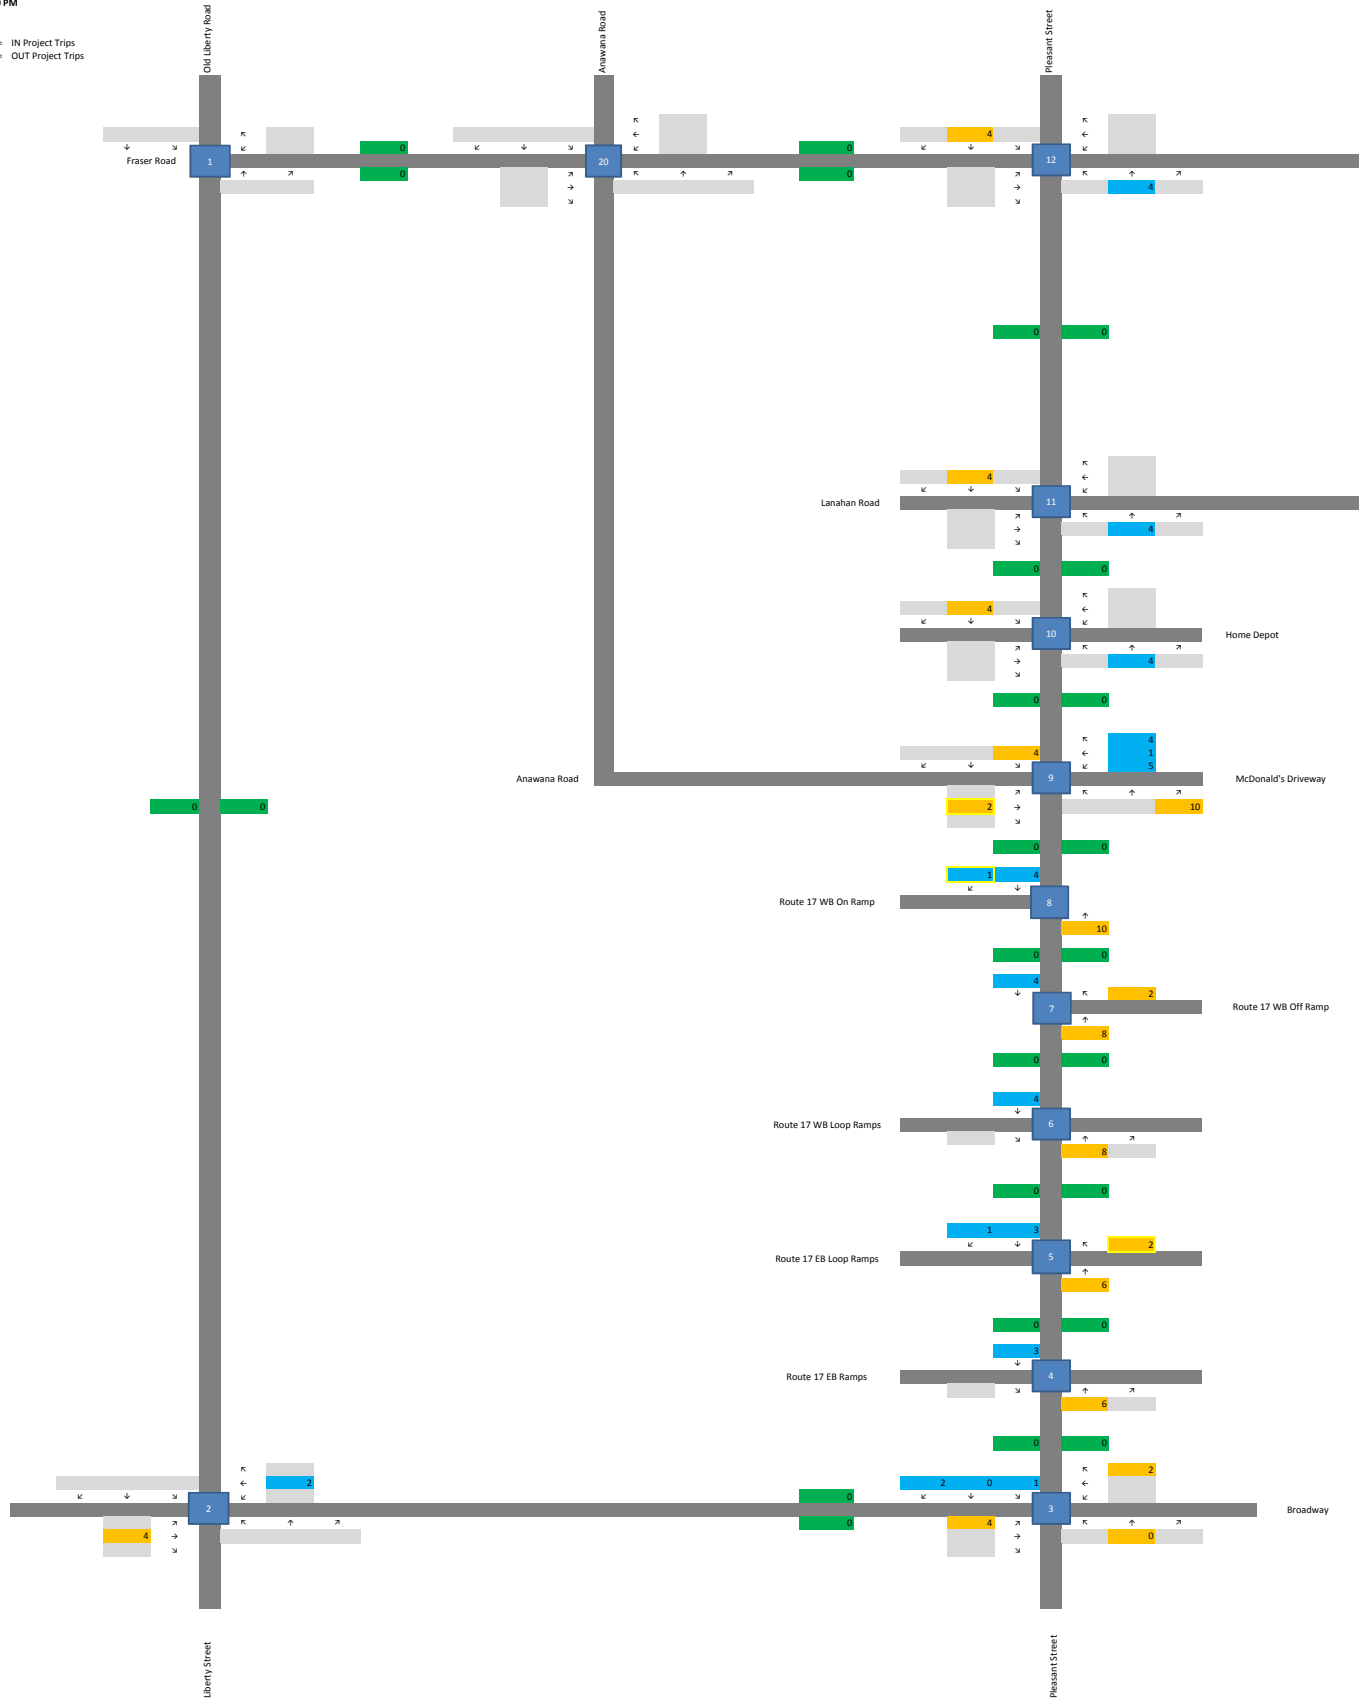 PM
= IN Project Trips
= OUT Project Trips
Old Liberty Road
Anawana Road
Pleasant Street
4
0
0
Fraser Road
1
20
12
0
0
4
0 0
4
Lanahan Road
11
4
0 0
4
10
Home Depot
4
0 0
4
1
5
4
Anawana Road
9
McDonald's Driveway
0 0
2
10
0 0
1 4
Route 17 WB On Ramp
8
10
0 0
4
2
7
Route 17 WB Off Ramp
8
0 0
4
Route 17 WB Loop Ramps
6
8
0 0
1 3
2
Route 17 EB Loop Ramps
5
6
0 0
3
Route 17 EB Ramps
4
6
0 0
2
2
2 0 1
0
2
3
Broadway
0
4
4
0
Liberty Street
Pleasant Street